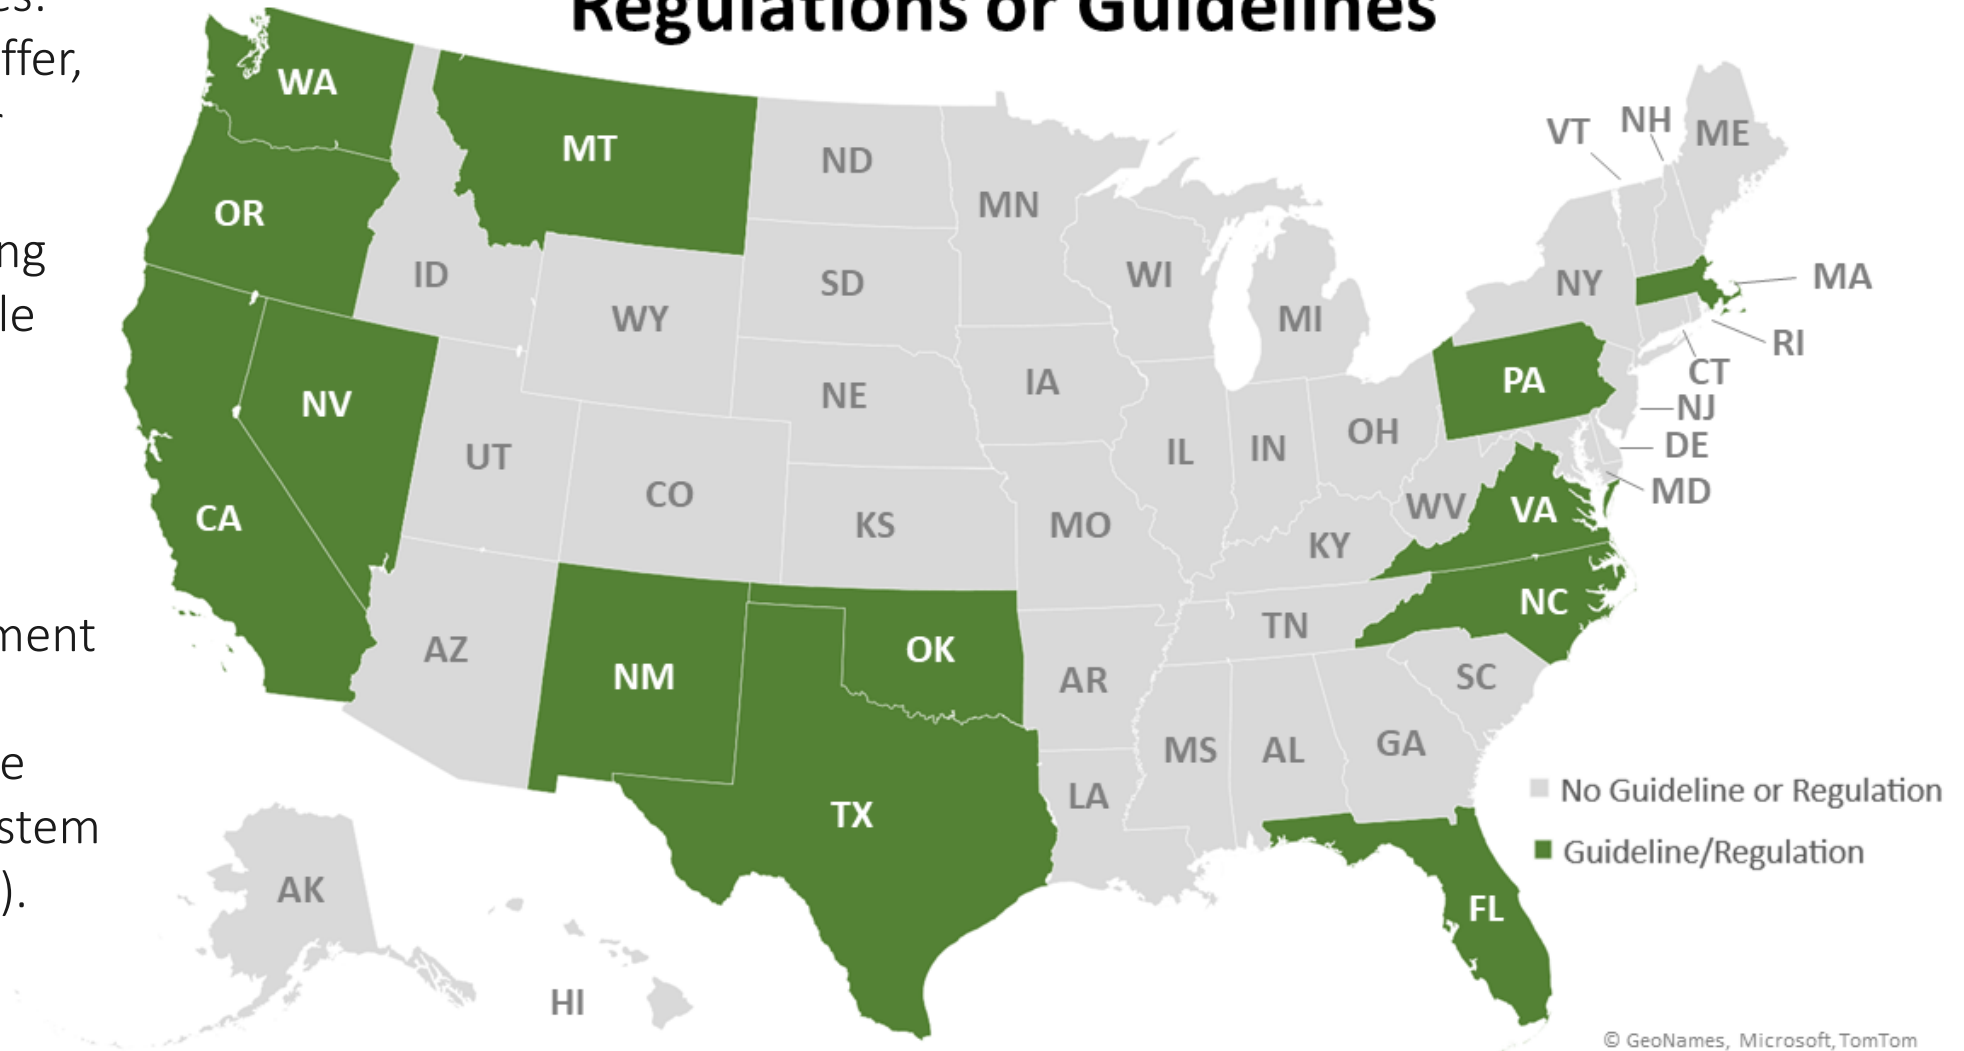 Regulations or Guidelines
es.
ffer,
r
ng
le
ment
e
stem
).
WA
MT
ND
MN
VT
NH
ME
OR
ID
WY
SD
WI
MI
NY
MA
RI
CT
NV
UT
CO
NE
IA
IL
IN
OH
PA
NJ
DE
MD
CA
KS
MO
KY
WV
VA
AZ
NM
OK
AR
TN
NC
SC
TX
LA
MS
AL
GA
FL
AK
HI
No Guideline or Regulation
Guideline/Regulation
© GeoNames, Microsoft, TomTom